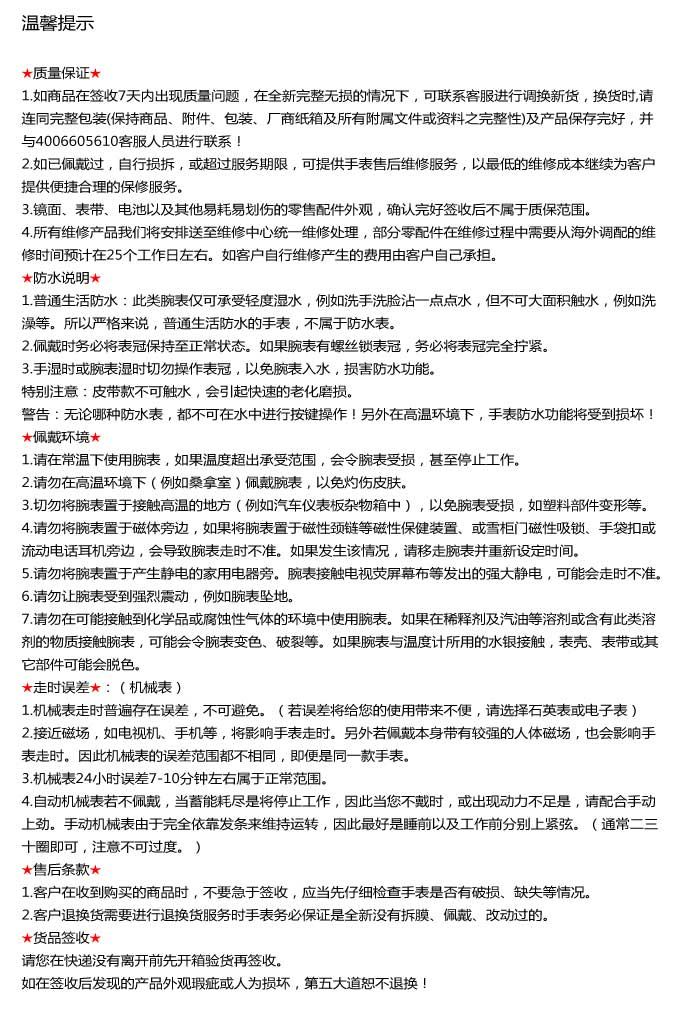 温馨提示
★质量保证★
1.如商品在签收7天内出现质量问题，在全新完整无损的情况下，可联系客服进行调换新货，换货时,请
连同完整包装(保持商品、附件、包装、厂商纸箱及所有附属文件或资料之完整性)及产品保存完好，并
与4006605610客服人员进行联系！
2.如已佩戴过，自行损拆，或超过服务期限，可提供手表售后维修服务，以最低的维修成本继续为客户
提供便捷合理的保修服务。
3.镜面、表带、电池以及其他易耗易划伤的零售配件外观，确认完好签收后不属于质保范围。
4.所有维修产品我们将安排送至维修中心统一维修处理，部分零配件在维修过程中需要从海外调配的维
修时间预计在25个工作日左右。如客户自行维修产生的费用由客户自己承担。
★防水说明★
1.普通生活防水：此类腕表仅可承受轻度湿水，例如洗手洗脸沾一点点水，但不可大面积触水，例如洗
澡等。所以严格来说，普通生活防水的手表，不属于防水表。
2.佩戴时务必将表冠保持至正常状态。如果腕表有螺丝锁表冠，务必将表冠完全拧紧。
3.手湿时或腕表湿时切勿操作表冠，以免腕表入水，损害防水功能。
特别注意：皮带款不可触水，会引起快速的老化磨损。
警告：无论哪种防水表，都不可在水中进行按键操作！另外在高温环境下，手表防水功能将受到损坏！
★佩戴环境★
1.请在常温下使用腕表，如果温度超出承受范围，会令腕表受损，甚至停止工作。
2.请勿在高温环境下（例如桑拿室）佩戴腕表，以免灼伤皮肤。
3.切勿将腕表置于接触高温的地方（例如汽车仪表板杂物箱中），以免腕表受损，如塑料部件变形等。
4.请勿将腕表置于磁体旁边，如果将腕表置于磁性颈链等磁性保健装置、或雪柜门磁性吸锁、手袋扣或
流动电话耳机旁边，会导致腕表走时不准。如果发生该情况，请移走腕表并重新设定时间。
5.请勿将腕表置于产生静电的家用电器旁。腕表接触电视荧屏幕布等发出的强大静电，可能会走时不准。
6.请勿让腕表受到强烈震动，例如腕表坠地。
7.请勿在可能接触到化学品或腐蚀性气体的环境中使用腕表。如果在稀释剂及汽油等溶剂或含有此类溶
剂的物质接触腕表，可能会令腕表变色、破裂等。如果腕表与温度计所用的水银接触，表壳、表带或其
它部件可能会脱色。
★走时误差★：（机械表）
1.机械表走时普遍存在误差，不可避免。（若误差将给您的使用带来不便，请选择石英表或电子表）
2.接近磁场，如电视机、手机等，将影响手表走时。另外若佩戴本身带有较强的人体磁场，也会影响手
表走时。因此机械表的误差范围都不相同，即便是同一款手表。
3.机械表24小时误差7-10分钟左右属于正常范围。
4.自动机械表若不佩戴，当蓄能耗尽是将停止工作，因此当您不戴时，或出现动力不足是，请配合手动
上劲。手动机械表由于完全依靠发条来维持运转，因此最好是睡前以及工作前分别上紧弦。（通常二三
十圈即可，注意不可过度。）
★售后条款★
1.客户在收到购买的商品时，不要急于签收，应当先仔细检查手表是否有破损、缺失等情况。
2.客户退换货需要进行退换货服务时手表务必保证是全新没有拆膜、佩戴、改动过的。
★货品签收★
请您在快递没有离开前先开箱验货再签收。
如在签收后发现的产品外观瑕疵或人为损坏，第五大道恕不退换！